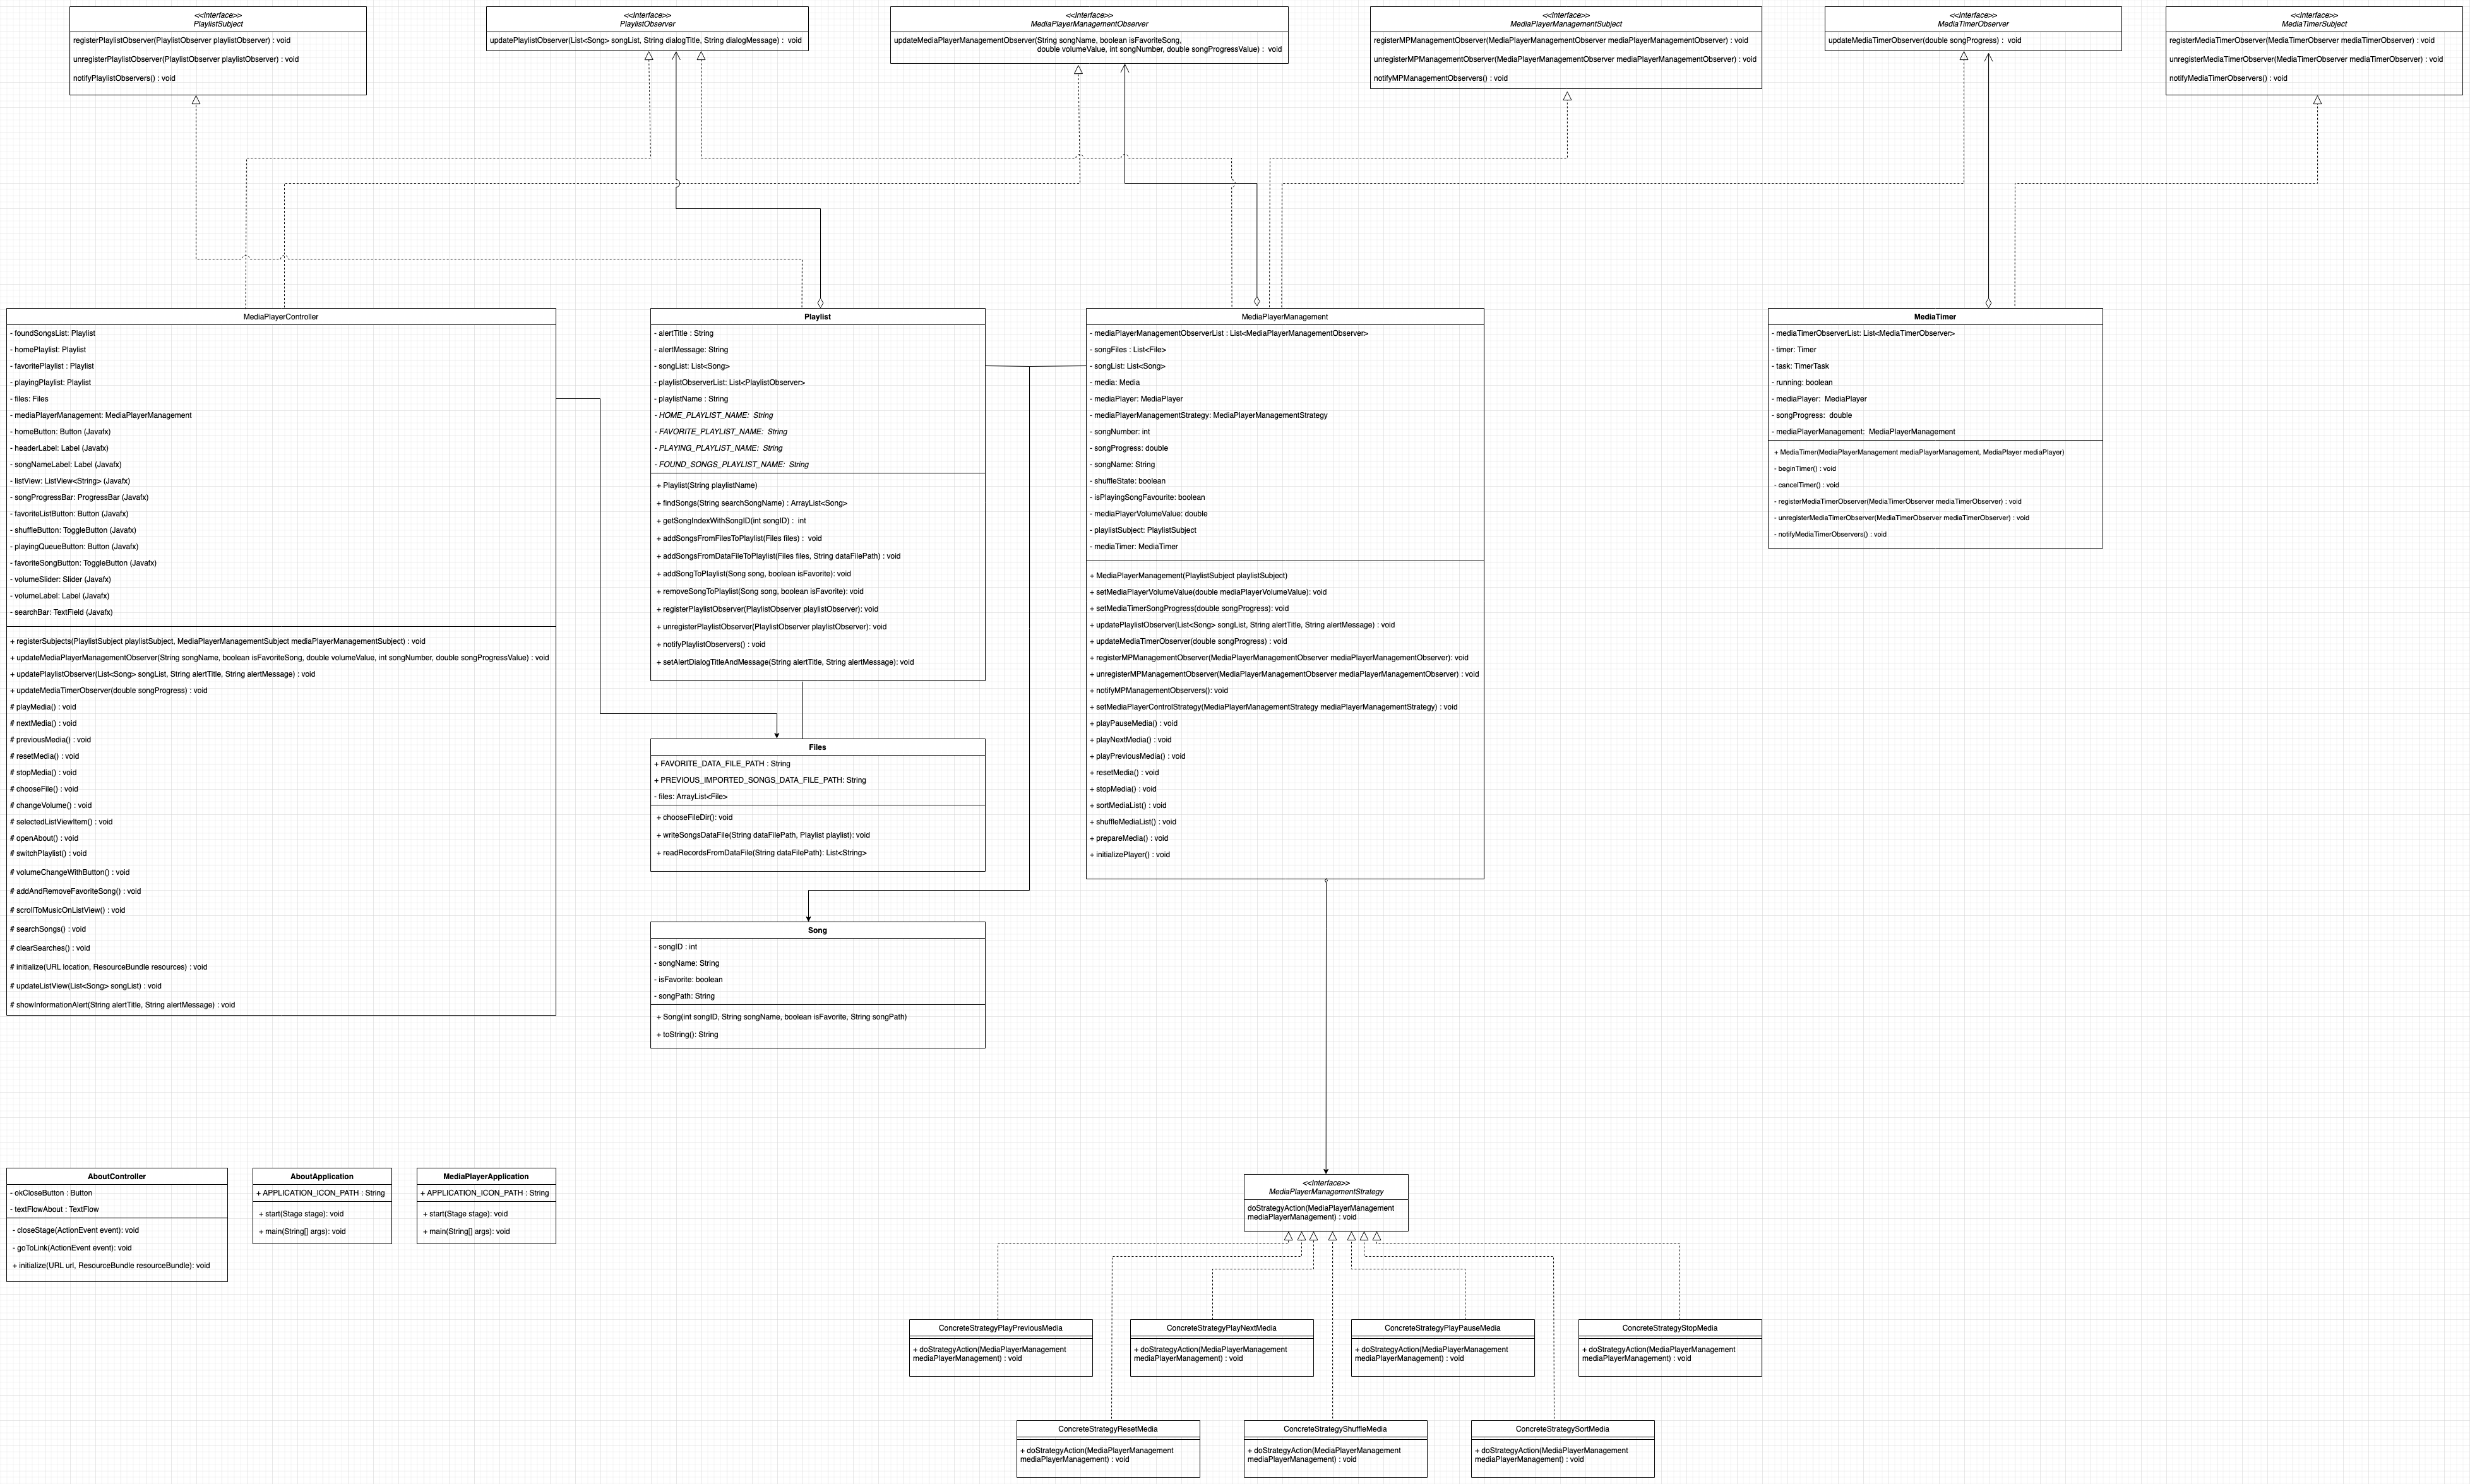 <<Interface>>
PlaylistSubject
registerPlaylistObserver(PlaylistObserver playlistObserver) : void
unregisterPlaylistObserver(PlaylistObserver playlistObserver) : void
notifyPlaylistObservers() : void
<<Interface>>
PlaylistObserver
updatePlaylistObserver(List<Song> songList, String dialogTitle, String dialogMessage) : void
<<Interface>>
MediaPlayerManagementObserver
updateMediaPlayerManagementObserver(String songName, boolean isFavoriteSong,
double volumeValue, int songNumber, double songProgressValue) : void
<<Interface>>
MediaPlayerManagementSubject
registerMPManagementObserver(MediaPlayerManagementObserver mediaPlayerManagementObserver) : void
unregisterMPManagementObserver(MediaPlayerManagementObserver mediaPlayerManagementObserver) : void
notifyMPManagementObservers() : void
<<Interface>>
MediaTimerObserver
updateMediaTimerObserver(double songProgress) : void
<<Interface>>
MediaTimerSubject
registerMediaTimerObserver(MediaTimerObserver mediaTimerObserver) : void
unregisterMediaTimerObserver(MediaTimerObserver mediaTimerObserver) : void
notifyMediaTimerObservers() : void
MediaPlayerController
- foundSongsList: Playlist
- homePlaylist: Playlist
- favoritePlaylist : Playlist
- playingPlaylist: Playlist
- files: Files
- mediaPlayerManagement: MediaPlayerManagement
- homeButton: Button (Javafx)
- headerLabel: Label (Javafx)
- songNameLabel: Label (Javafx)
- listView: ListView<String> (Javafx)
- songProgressBar: ProgressBar (Javafx)
- favoriteListButton: Button (Javafx)
- shuffleButton: ToggleButton (Javafx)
- playingQueueButton: Button (Javafx)
- favoriteSongButton: ToggleButton (Javafx)
- volumeSlider: Slider (Javafx)
- volumeLabel: Label (Javafx)
- searchBar: TextField (Javafx)
+ registerSubjects(PlaylistSubject playlistSubject, MediaPlayerManagementSubject mediaPlayerManagementSubject) : void
+ updateMediaPlayerManagementObserver(String songName, boolean isFavoriteSong, double volumeValue, int songNumber, double songProgressValue) : void
+ updatePlaylistObserver(List<Song> songList, String alertTitle, String alertMessage) : void
+ updateMediaTimerObserver(double songProgress) : void
# playMedia() : void
# nextMedia() : void
# previousMedia() : void
# resetMedia() : void
# stopMedia() : void
# chooseFile() : void
# changeVolume() : void
# selectedListViewItem() : void
# openAbout() : void
# switchPlaylist() : void
# volumeChangeWithButton() : void
# addAndRemoveFavoriteSong() : void
# scrollToMusicOnListView() : void
# searchSongs() : void
# clearSearches() : void
# initialize(URL location, ResourceBundle resources) : void
# updateListView(List<Song> songList) : void
# showInformationAlert(String alertTitle, String alertMessage) : void
Playlist
- alertTitle : String
- alertMessage: String
- songList: List<Song>
- playlistObserverList: List<PlaylistObserver>
- playlistName : String
- HOME_PLAYLIST_NAME: String
- FAVORITE_PLAYLIST_NAME: String
- PLAYING_PLAYLIST_NAME: String
- FOUND_SONGS_PLAYLIST_NAME: String
+ Playlist(String playlistName)
+ findSongs(String searchSongName) : ArrayList<Song>
+ getSongIndexWithSongID(int songID) : int
+ addSongsFromFilesToPlaylist(Files files) : void
+ addSongsFromDataFileToPlaylist(Files files, String dataFilePath) : void
+ addSongToPlaylist(Song song, boolean isFavorite): void
+ removeSongToPlaylist(Song song, boolean isFavorite): void
+ registerPlaylistObserver(PlaylistObserver playlistObserver): void
+ unregisterPlaylistObserver(PlaylistObserver playlistObserver): void
+ notifyPlaylistObservers() : void
+ setAlertDialogTitleAndMessage(String alertTitle, String alertMessage): void
MediaPlayerManagement
- mediaPlayerManagementObserverList : List<MediaPlayerManagementObserver>
- songFiles : List<File>
- songList: List<Song>
- media: Media
- mediaPlayer: MediaPlayer
- mediaPlayerManagementStrategy: MediaPlayerManagementStrategy
- songNumber: int
- songProgress: double
- songName: String
- shuffleState: boolean
- isPlayingSongFavourite: boolean
- mediaPlayerVolumeValue: double
- playlistSubject: PlaylistSubject
- mediaTimer: MediaTimer
+ MediaPlayerManagement(PlaylistSubject playlistSubject)
+ setMediaPlayerVolumeValue(double mediaPlayerVolumeValue): void
+ setMediaTimerSongProgress(double songProgress): void
+ updatePlaylistObserver(List<Song> songList, String alertTitle, String alertMessage) : void
+ updateMediaTimerObserver(double songProgress) : void
+ registerMPManagementObserver(MediaPlayerManagementObserver mediaPlayerManagementObserver): void
+ unregisterMPManagementObserver(MediaPlayerManagementObserver mediaPlayerManagementObserver) : void
+ notifyMPManagementObservers(): void
+ setMediaPlayerControlStrategy(MediaPlayerManagementStrategy mediaPlayerManagementStrategy) : void
+ playPauseMedia() : void
+ playNextMedia() : void
+ playPreviousMedia() : void
+ resetMedia() : void
+ stopMedia() : void
+ sortMediaList() : void
+ shuffleMediaList() : void
+ prepareMedia() : void
+ initializePlayer() : void
MediaTimer
- mediaTimerObserverList: List<MediaTimerObserver>
- timer: Timer
- task: TimerTask
- running: boolean
- mediaPlayer: MediaPlayer
- songProgress: double
- mediaPlayerManagement: MediaPlayerManagement
+ MediaTimer(MediaPlayerManagement mediaPlayerManagement, MediaPlayer mediaPlayer)
- beginTimer() : void
- cancelTimer() : void
- registerMediaTimerObserver(MediaTimerObserver mediaTimerObserver) : void
- unregisterMediaTimerObserver(MediaTimerObserver mediaTimerObserver) : void
- notifyMediaTimerObservers() : void
Files
+ FAVORITE_DATA_FILE_PATH : String
+ PREVIOUS_IMPORTED_SONGS_DATA_FILE_PATH: String
- files: ArrayList<File>
+ chooseFileDir(): void
+ writeSongsDataFile(String dataFilePath, Playlist playlist): void
+ readRecordsFromDataFile(String dataFilePath): List<String>
Song
- songID : int
- songName: String
- isFavorite: boolean
- songPath: String
+ Song(int songID, String songName, boolean isFavorite, String songPath)
+ toString(): String
AboutController
- okCloseButton : Button
- textFlowAbout : TextFlow
- closeStage(ActionEvent event): void
- goToLink(ActionEvent event): void
+ initialize(URL url, ResourceBundle resourceBundle): void
AboutApplication
+ APPLICATION_ICON_PATH : String
+ start(Stage stage): void
+ main(String[] args): void
MediaPlayerApplication
+ APPLICATION_ICON_PATH : String
+ start(Stage stage): void
+ main(String[] args): void
<<Interface>>
MediaPlayerManagementStrategy
doStrategyAction(MediaPlayerManagement
mediaPlayerManagement) : void
ConcreteStrategyPlayPreviousMedia
+ doStrategyAction(MediaPlayerManagement
mediaPlayerManagement) : void
ConcreteStrategyPlayNextMedia
+ doStrategyAction(MediaPlayerManagement
mediaPlayerManagement) : void
ConcreteStrategyPlayPauseMedia
+ doStrategyAction(MediaPlayerManagement
mediaPlayerManagement) : void
ConcreteStrategyStopMedia
+ doStrategyAction(MediaPlayerManagement
mediaPlayerManagement) : void
ConcreteStrategyResetMedia
+ doStrategyAction(MediaPlayerManagement
mediaPlayerManagement) : void
ConcreteStrategyShuffleMedia
+ doStrategyAction(MediaPlayerManagement
mediaPlayerManagement) : void
ConcreteStrategySortMedia
+ doStrategyAction(MediaPlayerManagement
mediaPlayerManagement) : void